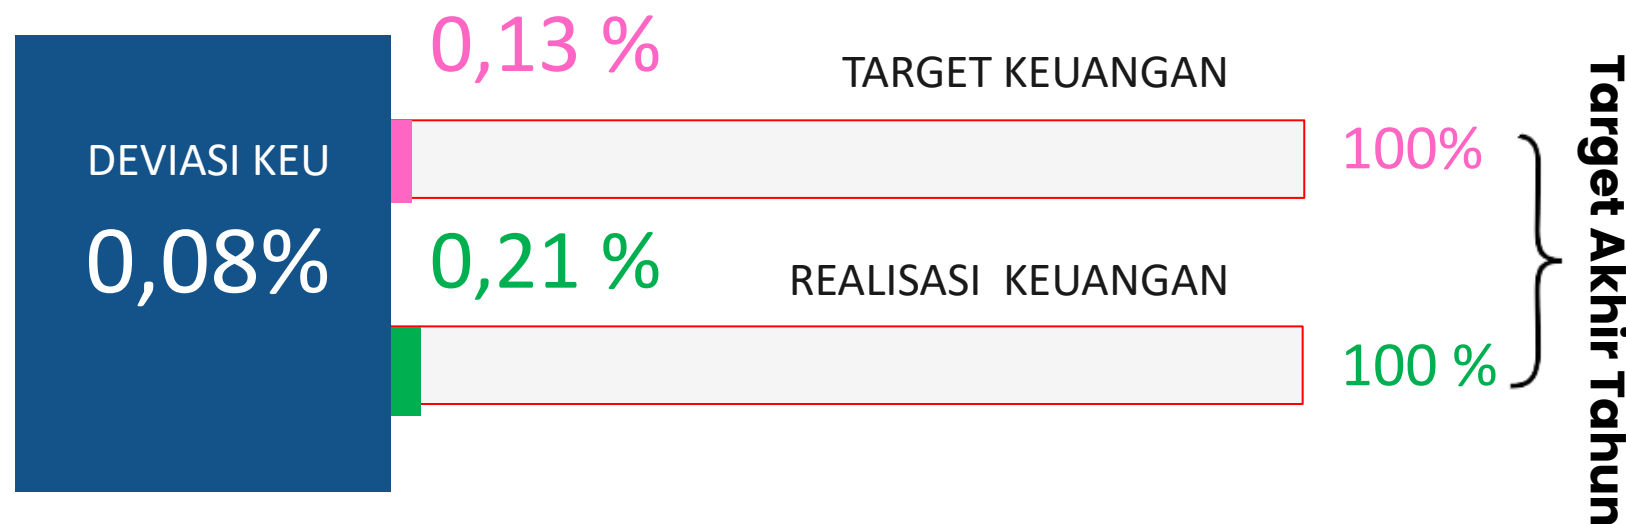 DEVIASI KEU
0,08%
0,13 %
TARGET KEUANGAN
100%
0,21 %
REALISASI KEUANGAN
100 %
Target Akhir Tahun